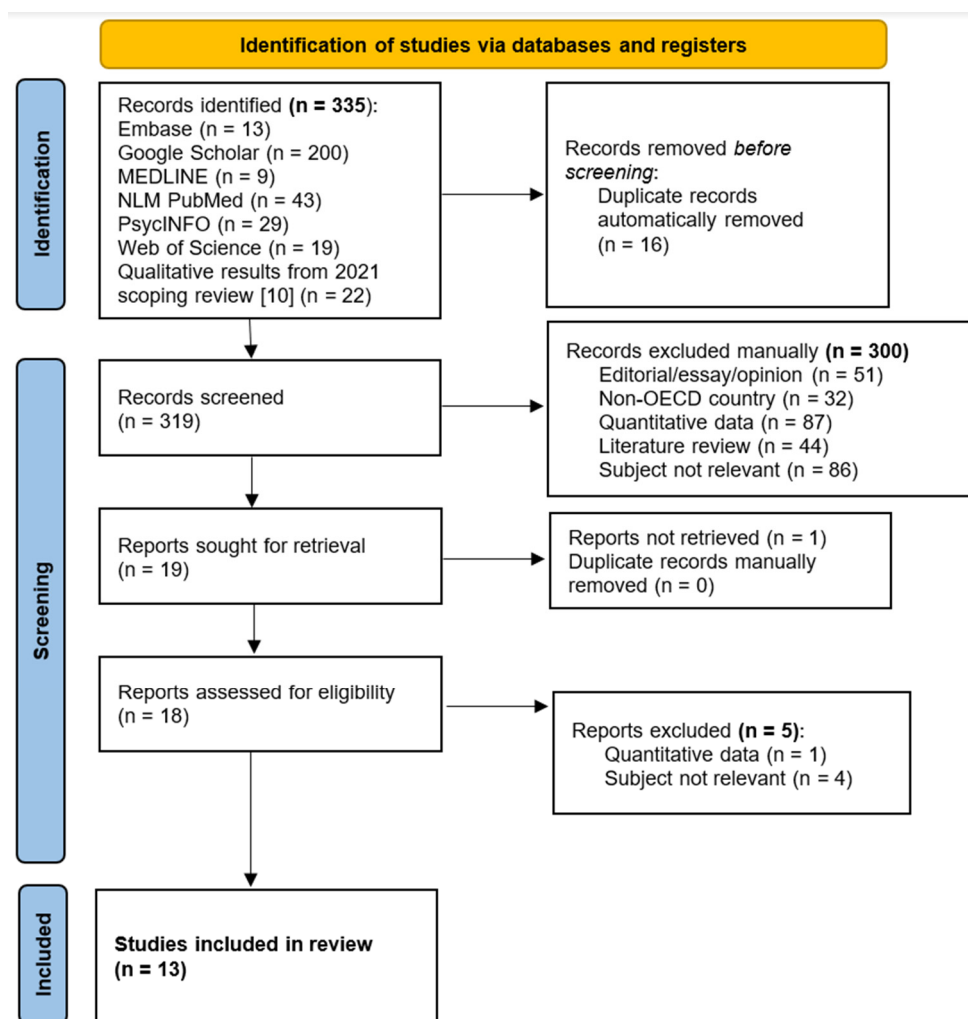 Identification of studies via databases and registers
Identification
Records identified (n = 335):
Embase (n = 13)
Google Scholar (n = 200)
MEDLINE (n = 9)
NLM PubMed (n = 43)
PsycINFO (n = 29)
Web of Science (n = 19)
Qualitative results from 2021
scoping review [10] (n = 22)
Records removed before
screening:
Duplicate records
automatically removed
(n = 16)
Screening
Records screened
(n = 319)
Records excluded manually (n = 300)
Editorial/essay/opinion (n = 51)
Non-OECD country (n = 32)
Quantitative data (n = 87)
Literature review (n = 44)
Subject not relevant (n = 86)
Reports sought for retrieval
(n = 19)
Reports not retrieved (n = 1)
Duplicate records manually
removed (n = 0)
Reports assessed for eligibility
(n = 18)
Reports excluded (n = 5):
Quantitative data (n = 1)
Subject not relevant (n = 4)
Included
Studies included in review
(n = 13)